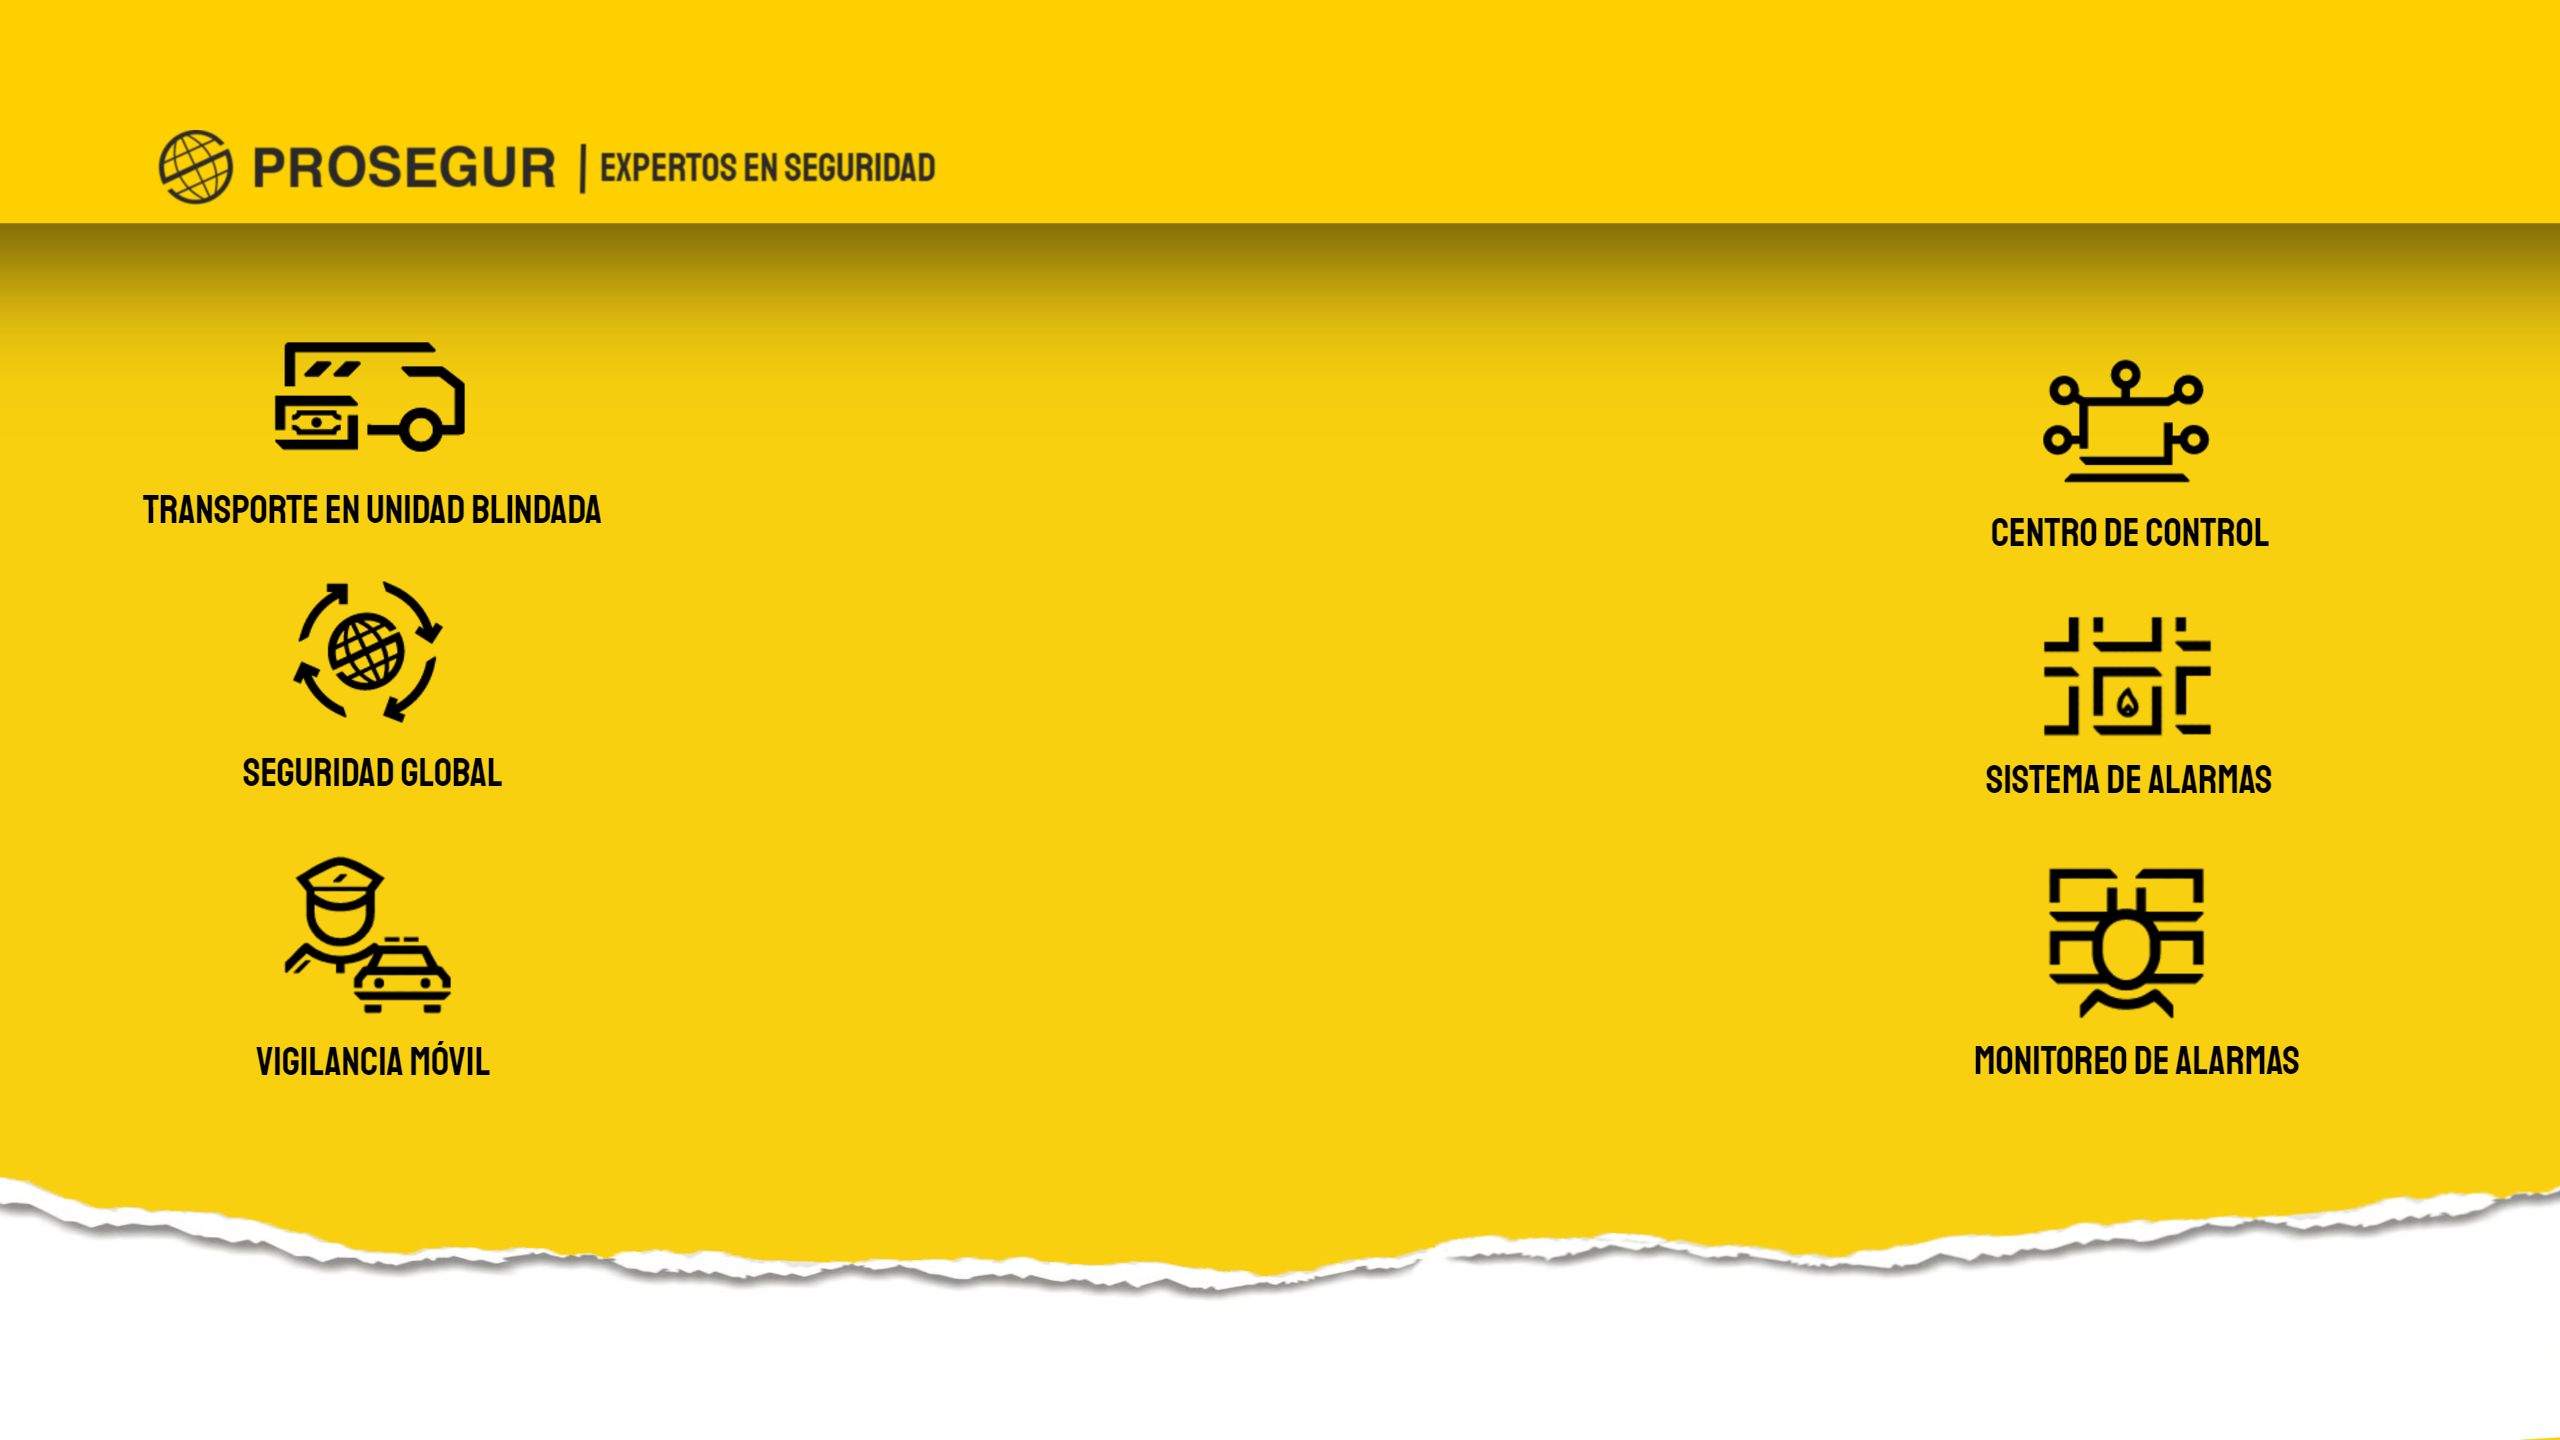 PROSEGUR | EXPERTOS EN SEGURIDAD
TRANSPORTE EN UNIDAD BLINDADA
SEGURIDAD GLOBAL
VIGILANCIA MÓVIL
CENTRO DE CONTROL
SISTEMA DE ALARMAS
MONITOREO DE ALARMAS